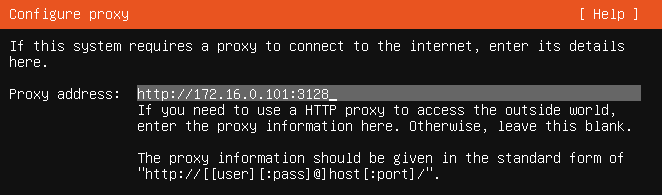 Configure proxy [ Help ]
If this system requires a proxy to connect to the internet, enter its details
here.
Proxy address: http://172.16.0.101:3128_
If you need to use a HTTP proxy to access the outside world,
enter the proxy information here. Otherwise, leave this blank.
The proxy information should be given in the standard form of
"http://[[user][:pass]@]host[:port]/".